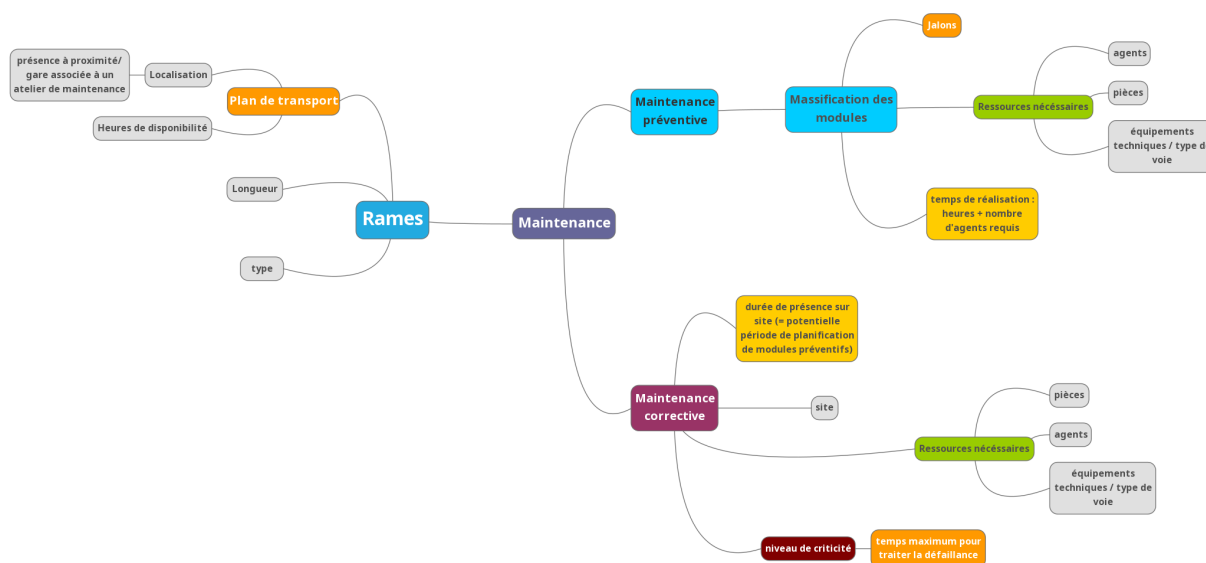 présence à proximité/
gare associée à un
atelier de maintenance
Localisation
Plan de transport
Heures de disponibilité
Longueur
Rames
type
Maintenance
Maintenance
préventive
Massification des
modules
Jalons
Ressources nécéssaires
agents
pièces
équipements
techniques / type de
voie
temps de réalisation :
heures + nombre
d'agents requis
durée de présence sur
site (= potentielle
période de planification
de modules préventifs)
Maintenance
corrective
site
Ressources nécéssaires
pièces
agents
équipements
techniques / type de
voie
niveau de criticité
temps maximum pour
traiter la défaillance